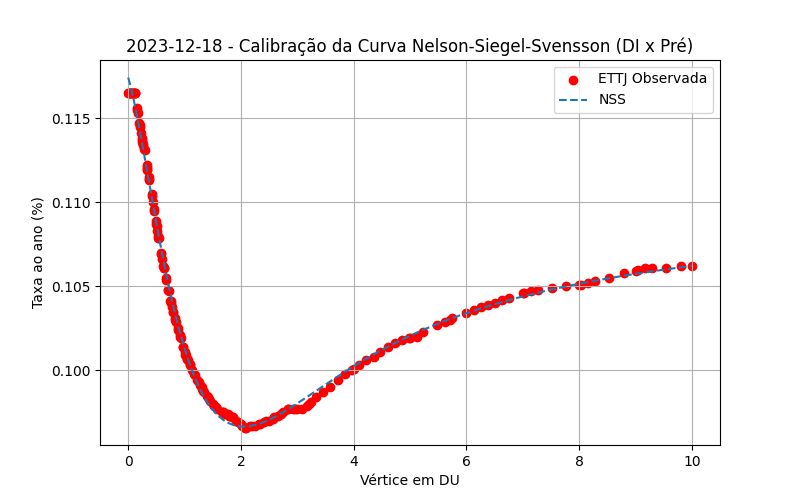 2023-12-18 - Calibração da Curva Nelson-Siegel-Svensson (DI x Pré)
ETTJ Observada
NSS
Taxa ao ano (%)
0.115
0.110
0.105
0.100
0 2 4 6 8 10
Vértice em DU